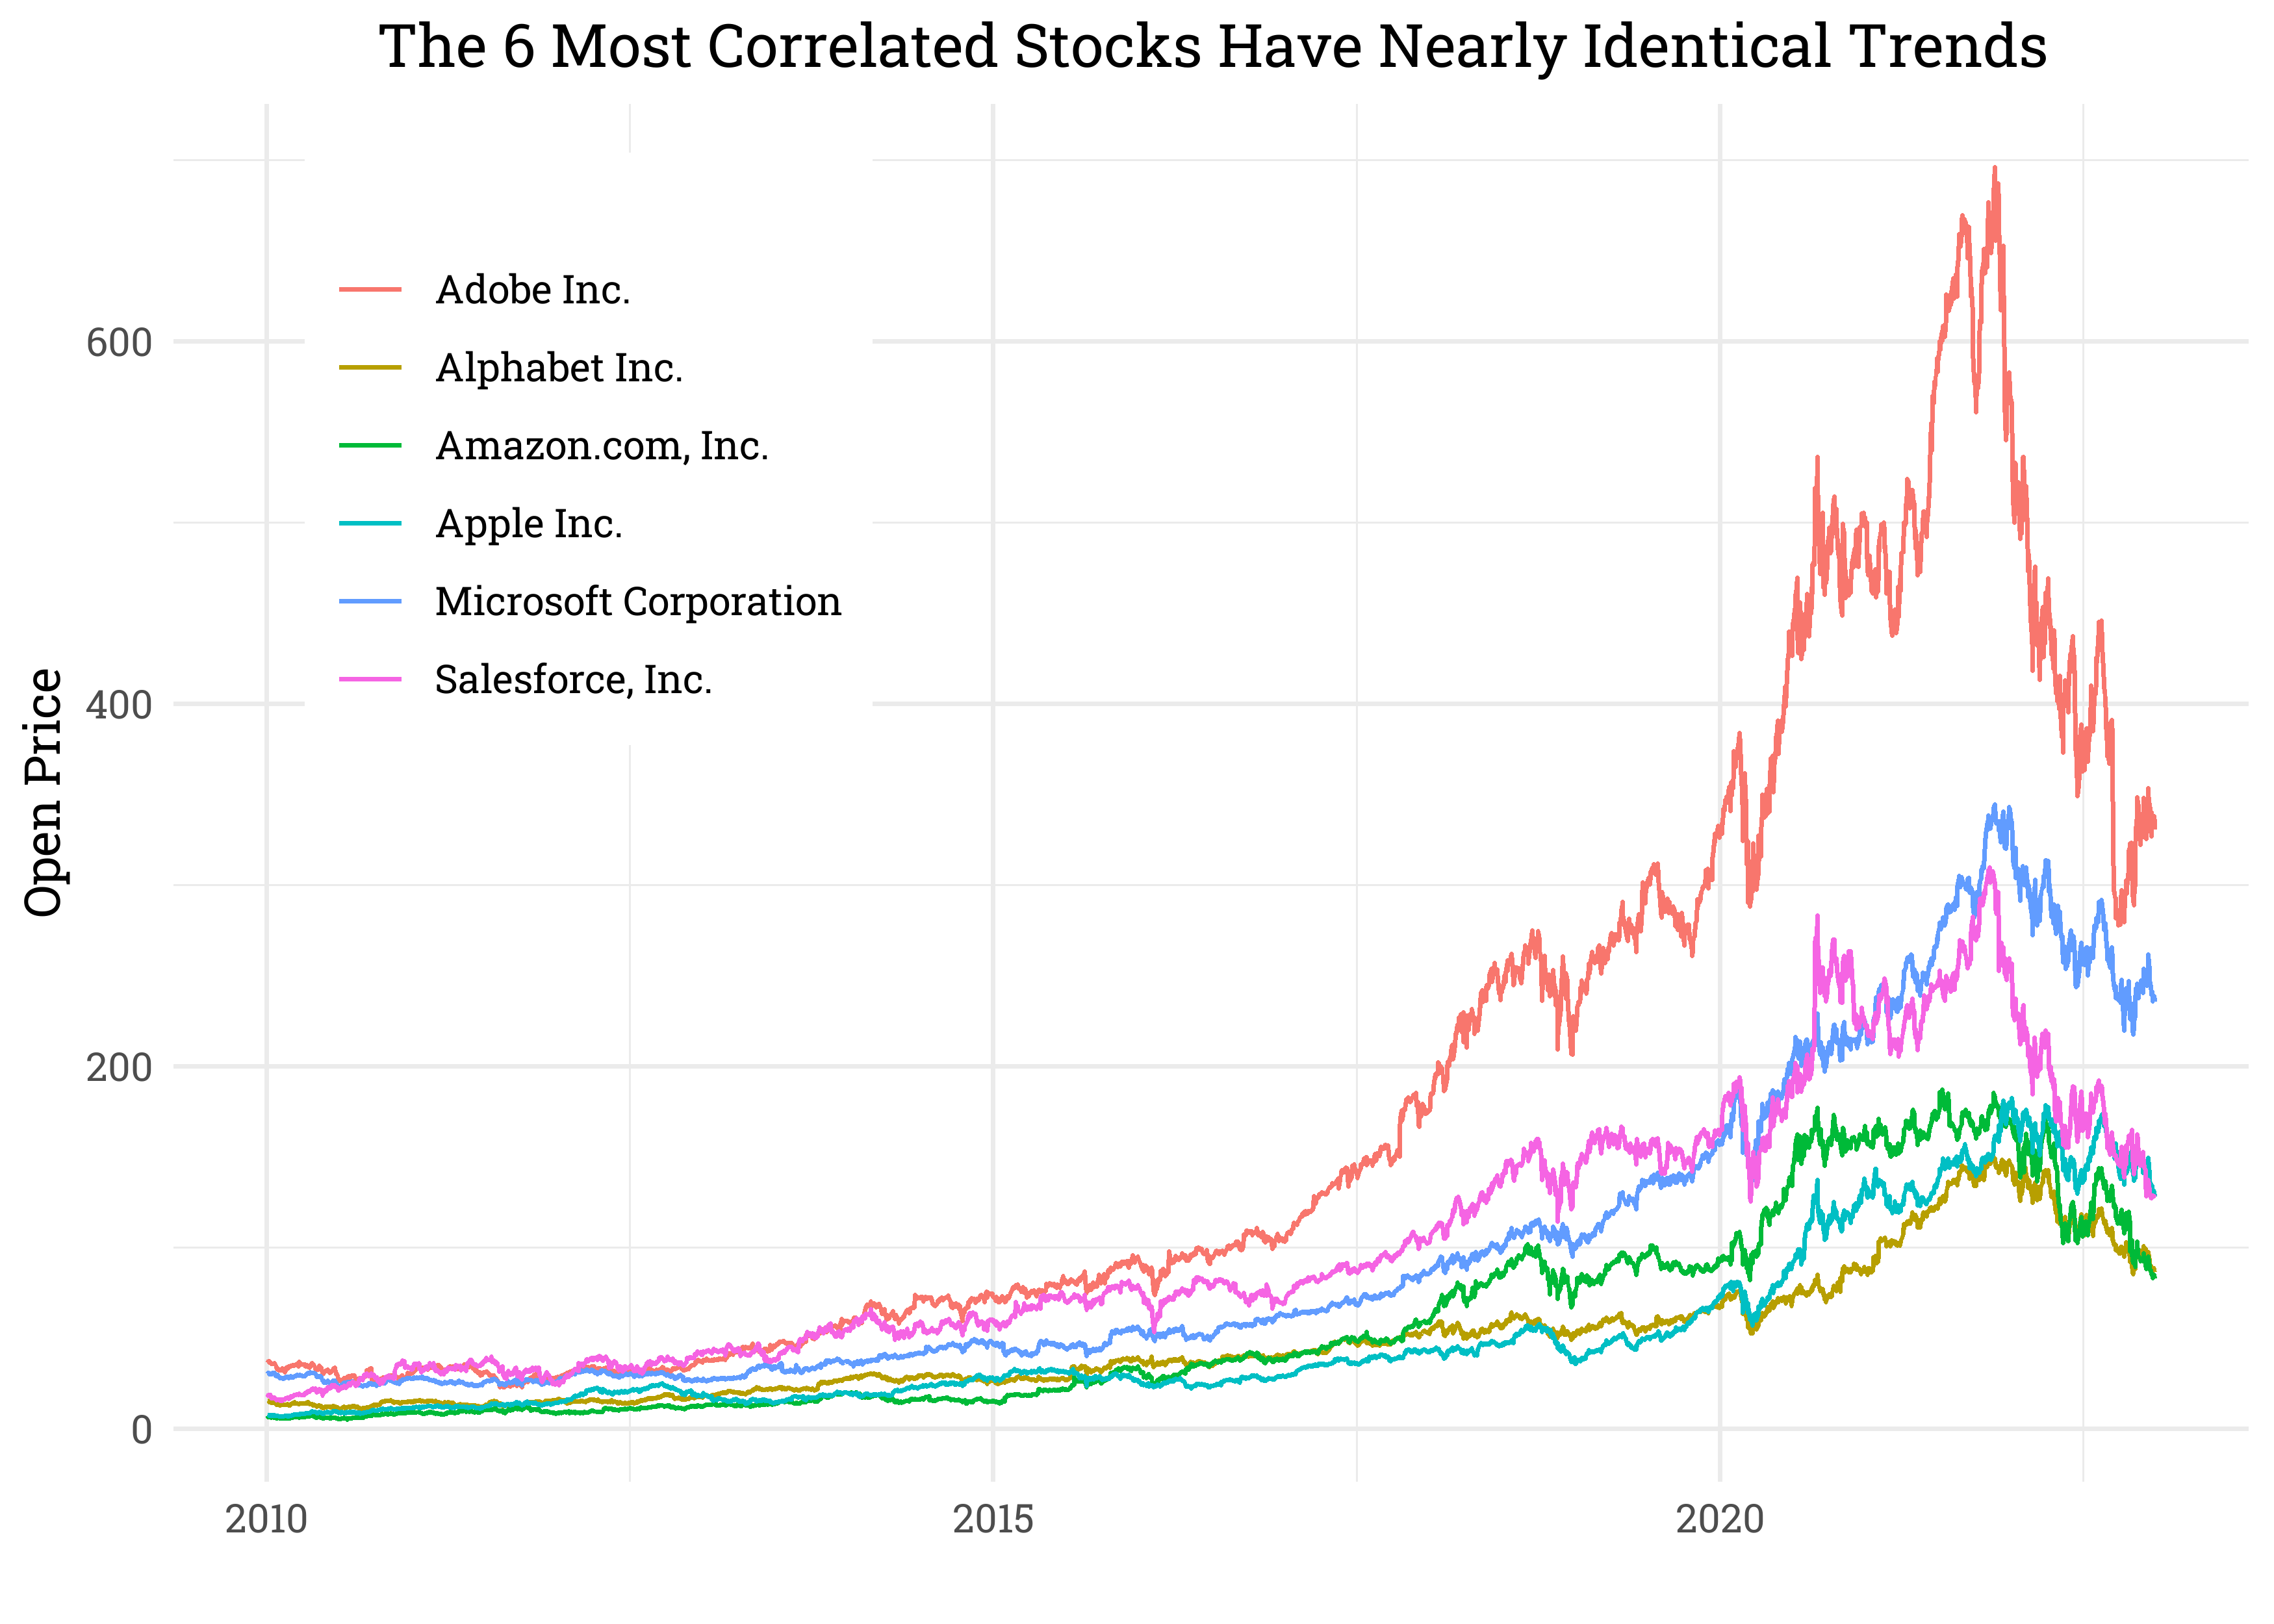 The 6 Most Correlated Stocks Have Nearly Identical Trends
Adobe Inc.
Alphabet Inc.
Amazon.com, Inc.
Apple Inc.
Microsoft Corporation
Salesforce, Inc.
Open Price
600
400
200
0
2010 2015 2020